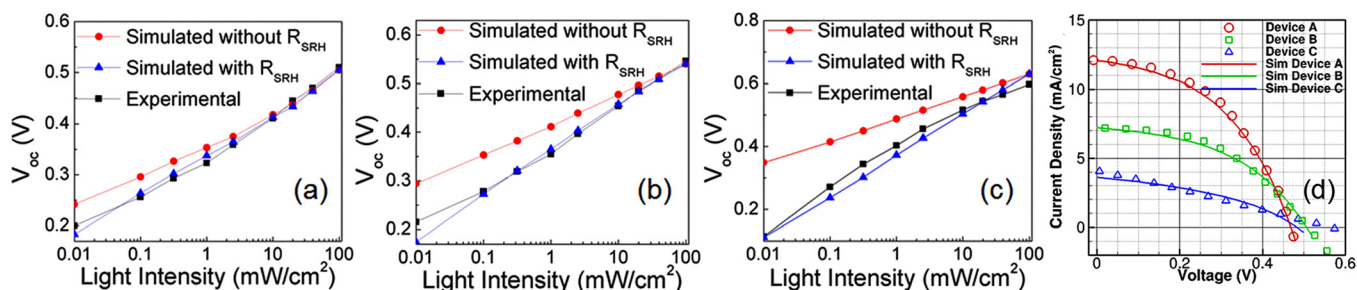 0.6
0.5
0.4
0.3
0.2
V_oc (V)
Simulated without R_SRH
Simulated with R_SRH
Experimental
(a)
0.01 0.1 1 10 100
Light Intensity (mW/cm²)
0.7
0.6
0.5
0.4
0.3
0.2
V_oc (V)
Simulated without R_SRH
Simulated with R_SRH
Experimental
(b)
0.01 0.1 1 10 100
Light Intensity (mW/cm²)
0.8
0.6
0.4
0.2
V_oc (V)
Simulated without R_SRH
Simulated with R_SRH
Experimental
(c)
0.01 0.1 1 10 100
Light Intensity (mW/cm²)
15
10
5
0
Current Density (mA/cm²)
Device A
Device B
Device C
Sim Device A
Sim Device B
Sim Device C
(d)
0 0.2 0.4 0.6
Voltage (V)